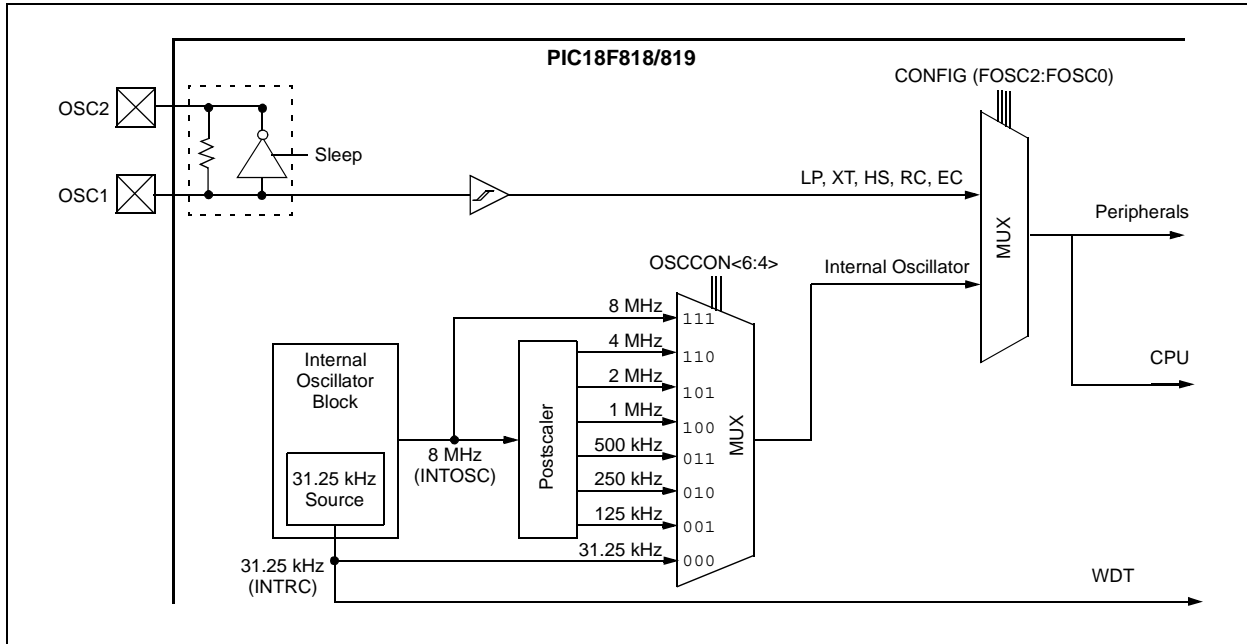 PIC18F818/819
CONFIG (FOSC2:FOSC0)
OSC2
Sleep
OSC1
LP, XT, HS, RC, EC
Peripherals
MUX
OSCCON<6:4>
Internal Oscillator
8 MHz
111
4 MHz
110
Internal
Oscillator
Block
CPU
2 MHz
101
1 MHz
100
MUX
Postscaler
8 MHz
(INTOSC)
500 kHz
011
31.25 kHz
Source
250 kHz
010
125 kHz
001
31.25 kHz
000
31.25 kHz
(INTRC)
WDT